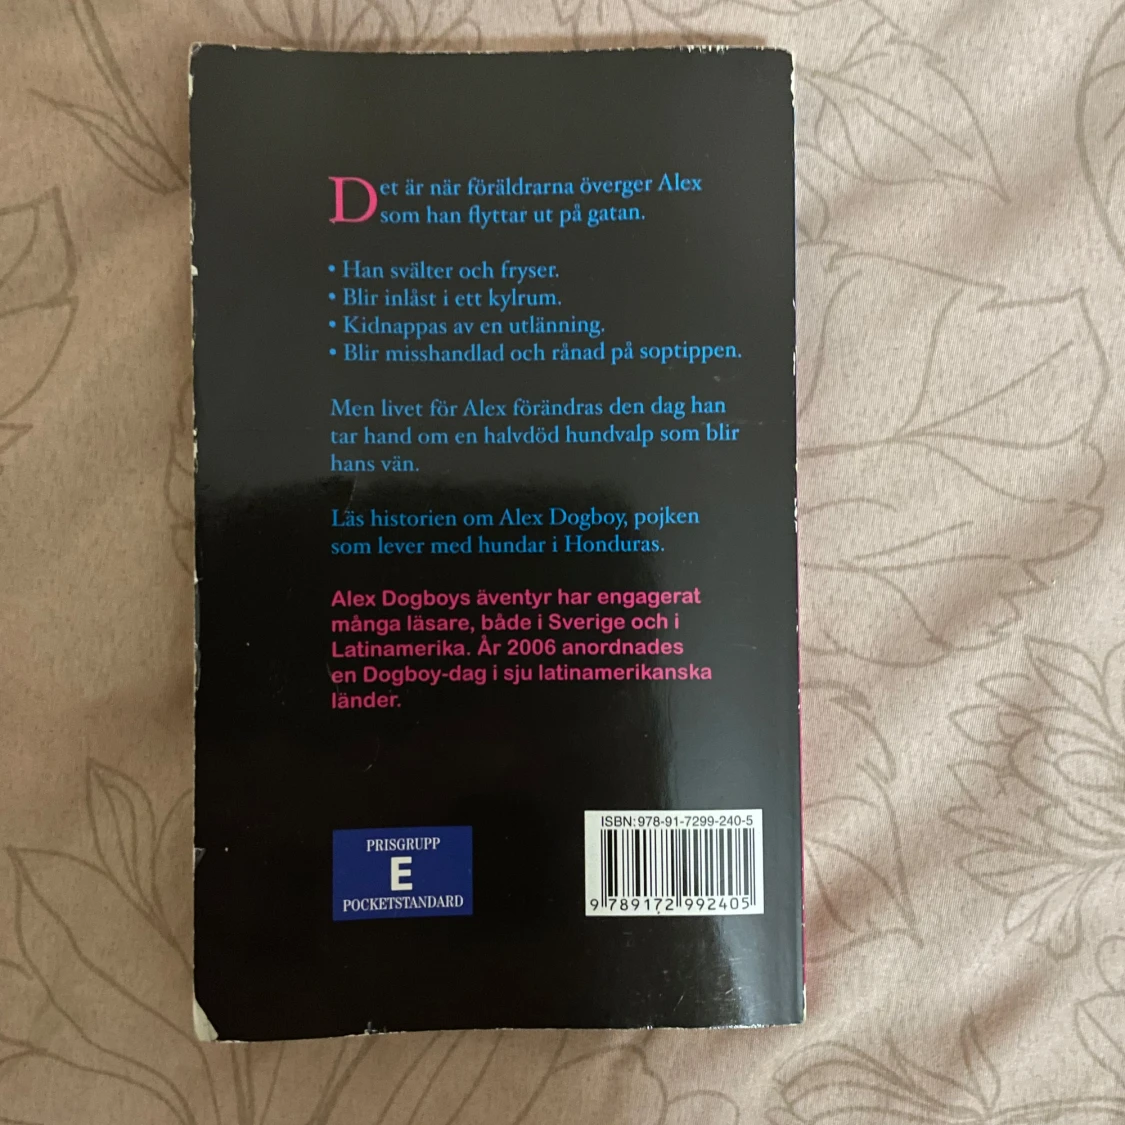 Det är när föräldrarna överger Alex
som han flyttar ut på gatan.
• Han svälter och fryser.
• Blir inlåst i ett kylrum.
• Kidnappas av en utlänning.
• Blir misshandlad och rånad på soptippen.
Men livet för Alex förändras den dag han
tar hand om en halvdöd hundvalp som blir
hans vän.
Läs historien om Alex Dogboy, pojken
som lever med hundar i Honduras.
Alex Dogboys äventyr har engagerat
många läsare, både i Sverige och i
Latinamerika. År 2006 anordnades
en Dogboy-dag i sju latinamerikanska
länder.
PRISGRUPP
E
POCKETSTANDARD
ISBN: 978-91-7299-240-5
9 789172 992405